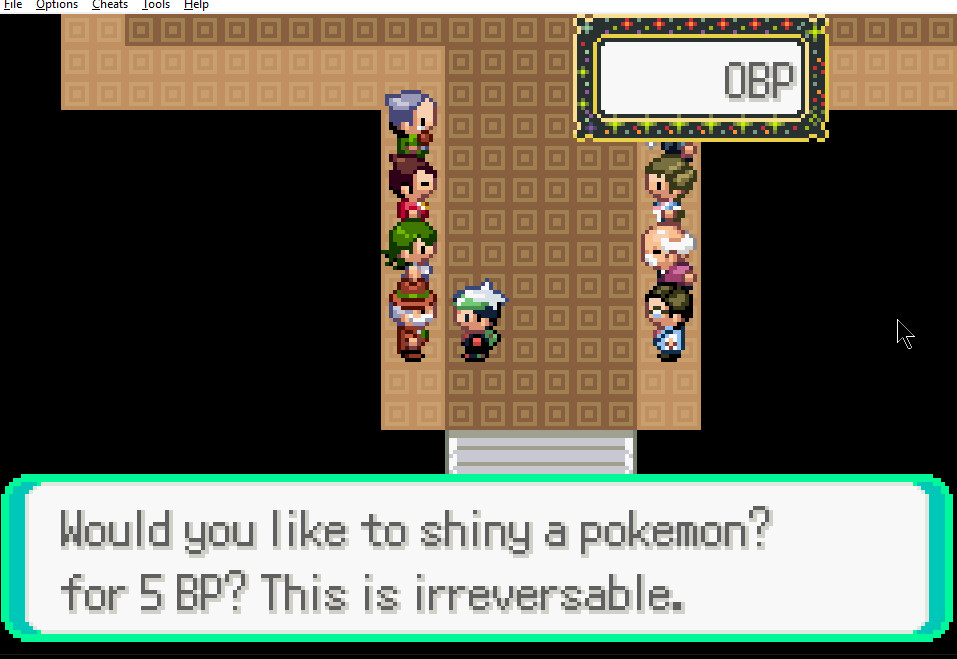 File Options Cheats Tools Help
0BP
Would you like to shiny a pokemon?
for 5 BP? This is irreversable.